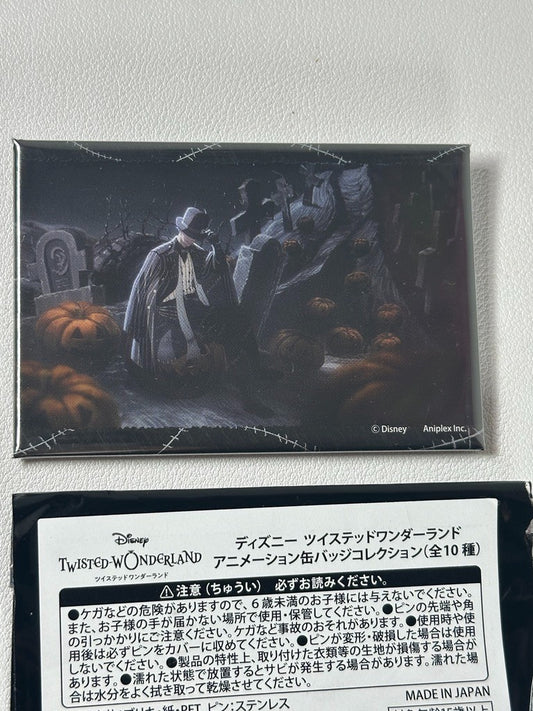 © Disney Aniplex Inc.
Disney
TWISTED-WONDERLAND
ツイステッドワンダーランド
ディズニー ツイステッドワンダーランド
アニメーション缶バッジコレクション(全10種)
⚠注意(ちゅうい) 必ずお読みください。
●ケガなどの危険がありますので、6歳未満のお子様には与えないでください。
また、お子様の手が届かない場所で使用・保管してください。●ピンの先端や角
の引っかかりにご注意ください。ケガなど事故のおそれがあります。●使用時や使
用後は必ずピンをカバーに収めてください。●ピンが変形・破損した場合は使用
しないでください。●製品の特性上、取り付けた衣類等の生地が損傷する場合が
あります。●濡れた状態で放置するとサビが発生する場合があります。濡れた場
合は水分をよく拭き取って乾燥させてください。
MADE IN JAPAN
ブリキ・紙・PET ピン:ステンレス